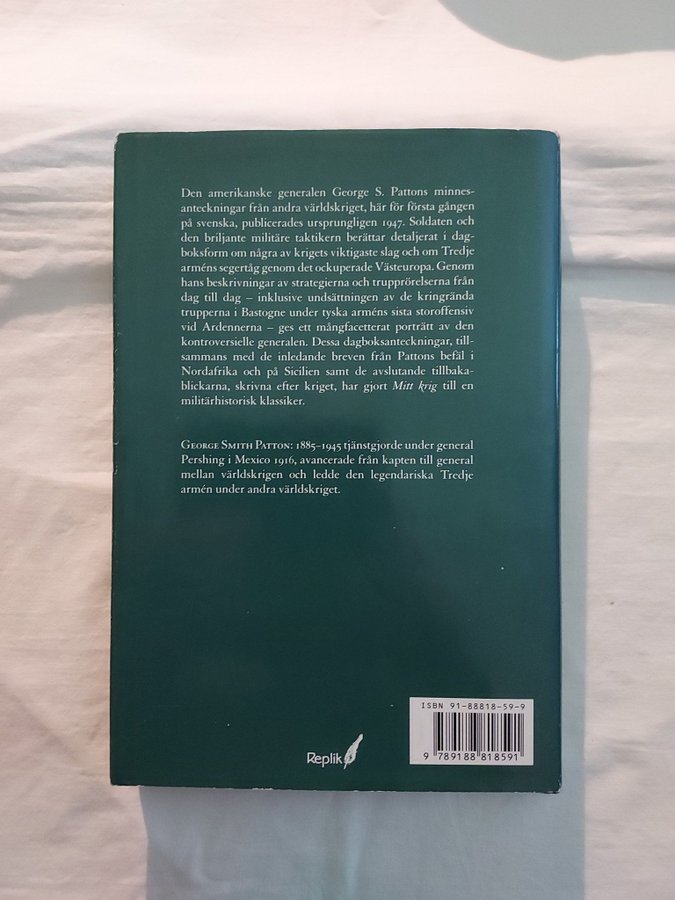 Den amerikanske generalen George S. Pattons minnes-
anteckningar från andra världskriget, här för första gången
på svenska, publicerades ursprungligen 1947. Soldaten och
den briljante militäre taktikern berättar detaljerat i dag-
boksform om några av krigets viktigaste slag och om Tredje
arméns segertåg genom det ockuperade Västeuropa. Genom
hans beskrivningar av strategierna och trupprörelserna från
dag till dag – inklusive undsättningen av de kringrända
trupperna i Bastogne under tyska arméns sista storoffensiv
vid Ardennerna – ges ett mångfacetterat porträtt av den
kontroversielle generalen. Dessa dagboksanteckningar, till-
sammans med de inledande breven från Pattons befäl i
Nordafrika och på Sicilien samt de avslutande tillbaka-
blickarna, skrivna efter kriget, har gjort Mitt krig till en
militärhistorisk klassiker.
GEORGE SMITH PATTON: 1885–1945 tjänstgjorde under general
Pershing i Mexico 1916, avancerade från kapten till general
mellan världskrigen och ledde den legendariska Tredje
armén under andra världskriget.
ISBN 91-88818-59-9
9 789188 818591
Replik